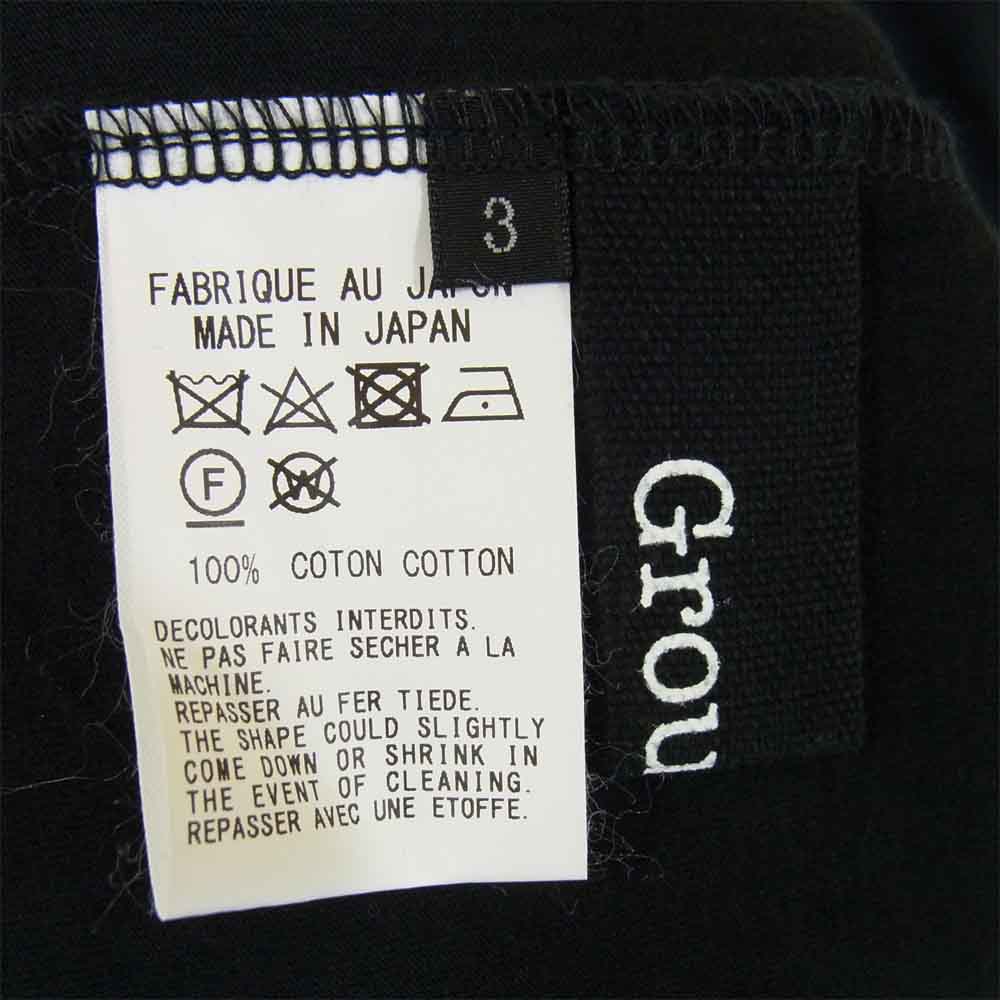 3
FABRIQUE AU JAPON
MADE IN JAPAN
F
W
100% COTON COTTON
DECOLORANTS INTERDITS.
NE PAS FAIRE SECHER A LA
MACHINE.
REPASSER AU FER TIEDE.
THE SHAPE COULD SLIGHTLY
COME DOWN OR SHRINK IN
THE EVENT OF CLEANING.
REPASSER AVEC UNE ETOFFE.
Grou